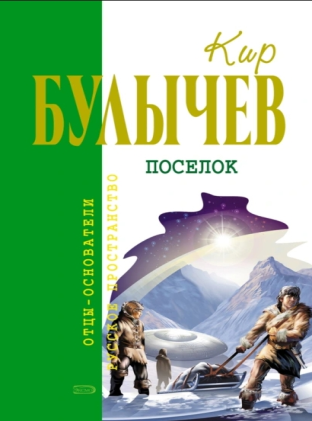 Кир
БУЛЫЧЕВ
ПОСЕЛОК
ОТЦЫ-ОСНОВАТЕЛИ
РУССКОЕ ПРОСТРАНСТВО